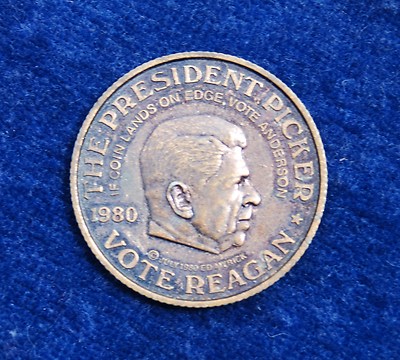 THE PRESIDENT PICKER
IF COIN LANDS ON EDGE, VOTE ANDERSON
1980
VOTE REAGAN